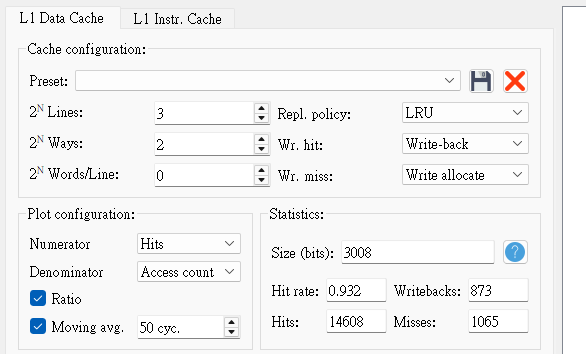 L1 Data Cache L1 Instr. Cache
Cache configuration:
Preset:
2^N Lines: 3 Repl. policy: LRU
2^N Ways: 2 Wr. hit: Write-back
2^N Words/Line: 0 Wr. miss: Write allocate
Plot configuration:
Numerator Hits
Denominator Access count
Ratio
Moving avg. 50 cyc.
Statistics:
Size (bits): 3008 ?
Hit rate: 0.932 Writebacks: 873
Hits: 14608 Misses: 1065